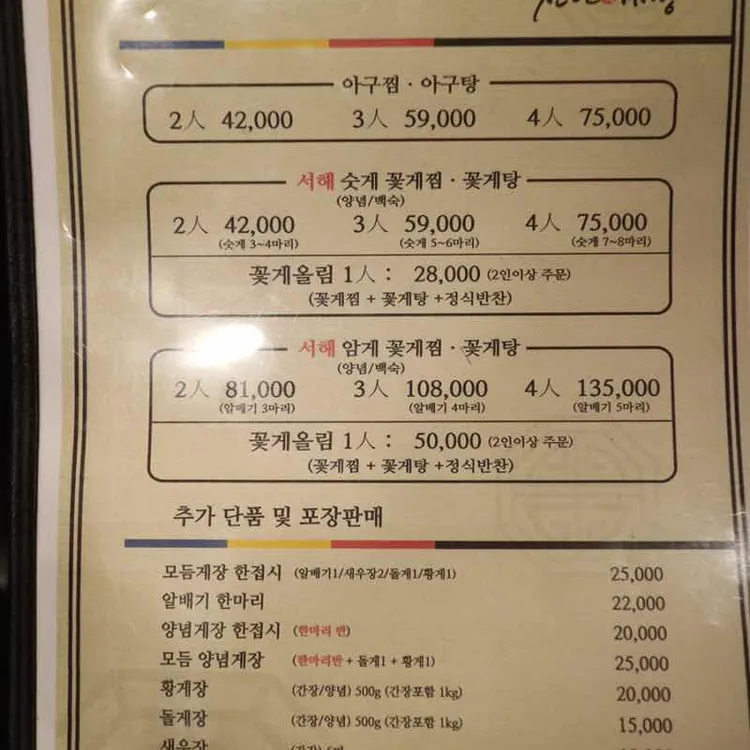 아구찜 · 아구탕
2人 42,000 3人 59,000 4人 75,000
서해 숫게 꽃게찜 · 꽃게탕
(양념/백숙)
2人 42,000 3人 59,000 4人 75,000
(숫게 3~4마리) (숫게 5~6마리) (숫게 7~8마리)
꽃게올림 1人 : 28,000 (2인이상 주문)
(꽃게찜 + 꽃게탕 +정식반찬)
서해 암게 꽃게찜 · 꽃게탕
(양념/백숙)
2人 81,000 3人 108,000 4人 135,000
(알배기 3마리) (알배기 4마리) (알배기 5마리)
꽃게올림 1人 : 50,000 (2인이상 주문)
(꽃게찜 + 꽃게탕 +정식반찬)
추가 단품 및 포장판매
모듬게장 한접시 (알배기1/새우장2/돌게1/황게1) 25,000
알배기 한마리 22,000
양념게장 한접시 (한마리 반) 20,000
모듬 양념게장 (한마리반 + 돌게1 + 황게1) 25,000
황게장 (간장/양념) 500g (간장포함 1kg) 20,000
돌게장 (간장/양념) 500g (간장포함 1kg) 15,000
새우장